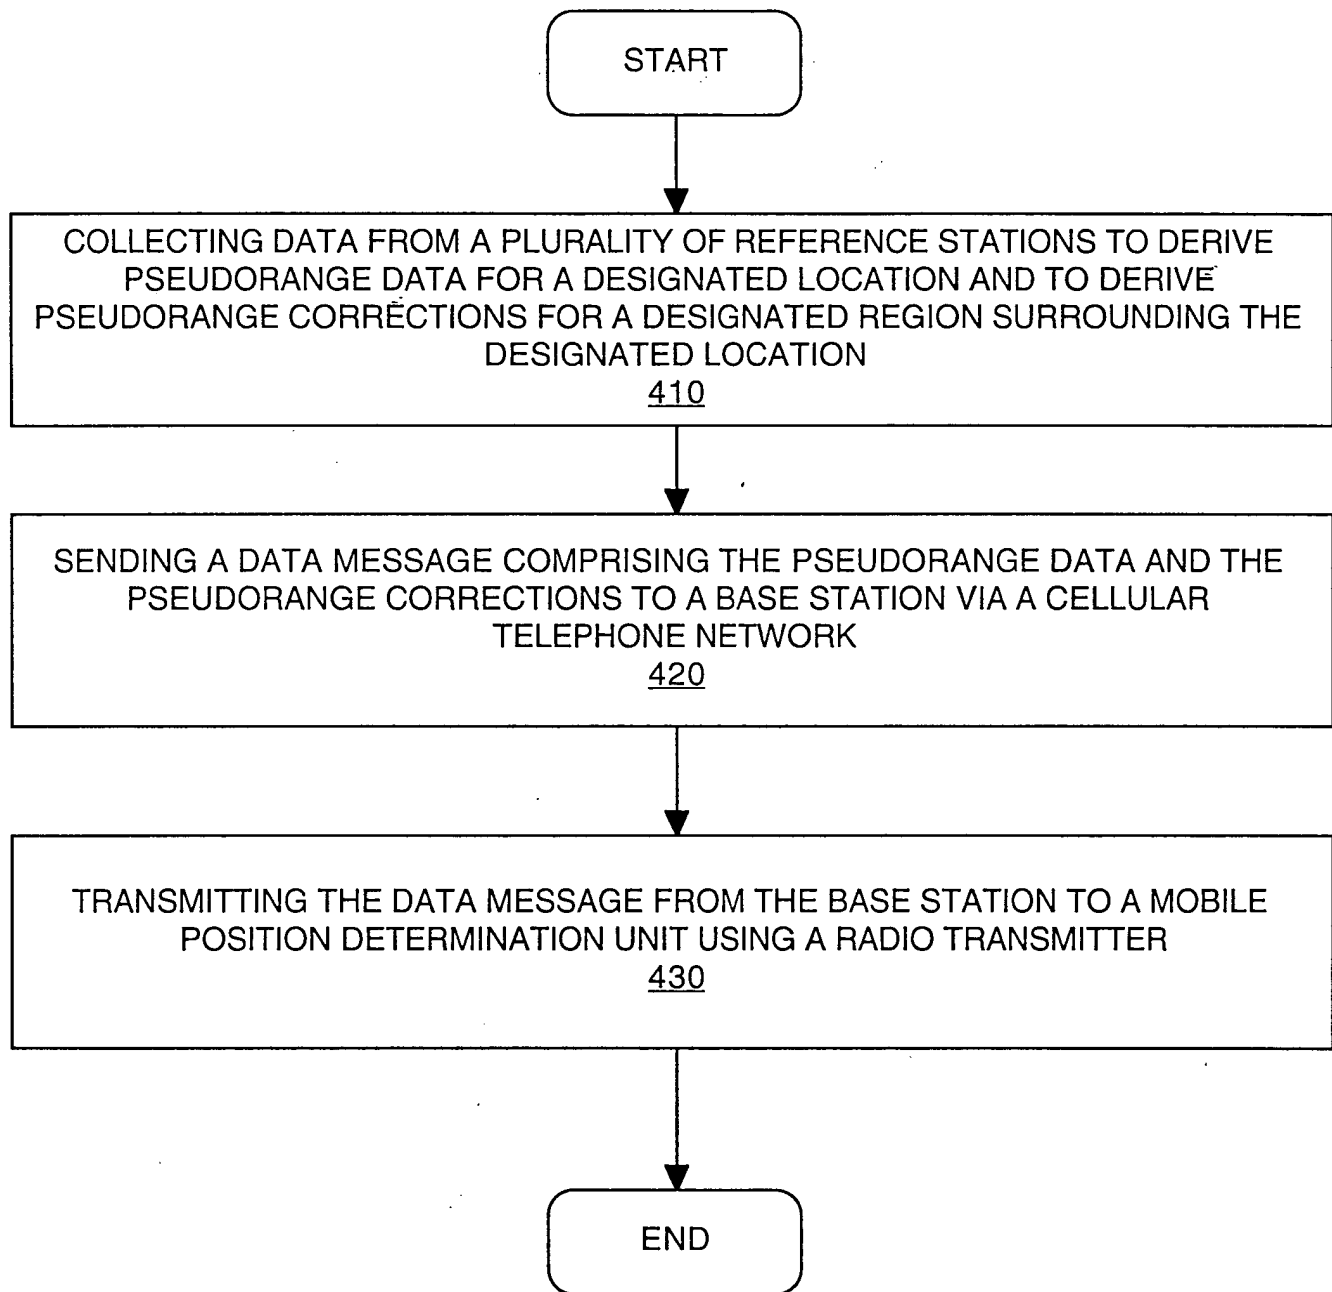 START
COLLECTING DATA FROM A PLURALITY OF REFERENCE STATIONS TO DERIVE
PSEUDORANGE DATA FOR A DESIGNATED LOCATION AND TO DERIVE
PSEUDORANGE CORRECTIONS FOR A DESIGNATED REGION SURROUNDING THE
DESIGNATED LOCATION
410
SENDING A DATA MESSAGE COMPRISING THE PSEUDORANGE DATA AND THE
PSEUDORANGE CORRECTIONS TO A BASE STATION VIA A CELLULAR
TELEPHONE NETWORK
420
TRANSMITTING THE DATA MESSAGE FROM THE BASE STATION TO A MOBILE
POSITION DETERMINATION UNIT USING A RADIO TRANSMITTER
430
END